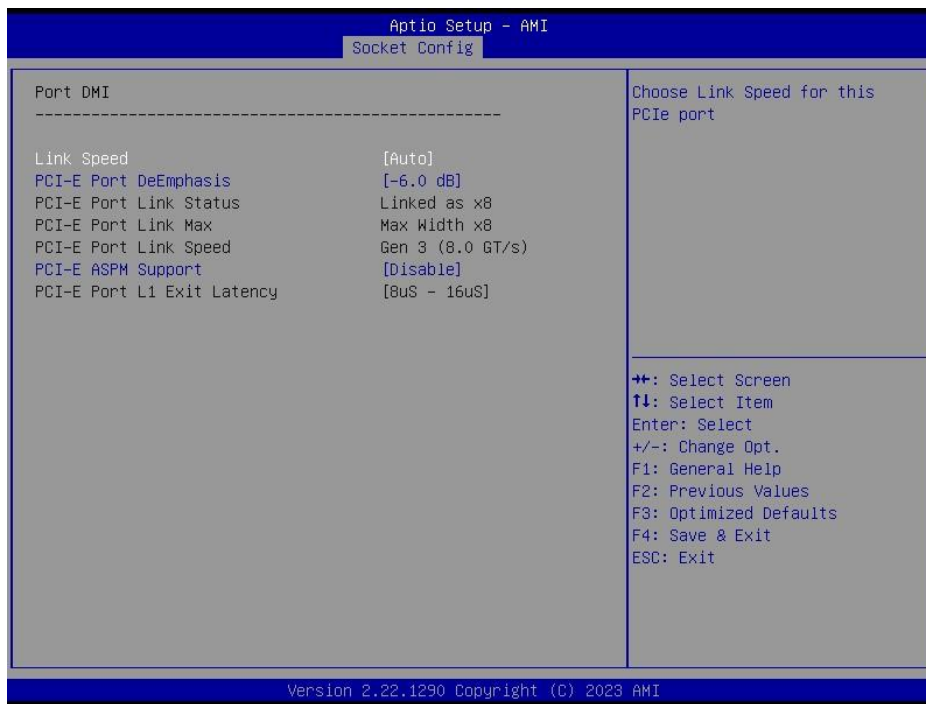 Aptio Setup – AMI
Socket Config
Port DMI
--------------------------------------------------
Link Speed [Auto]
PCI-E Port DeEmphasis [-6.0 dB]
PCI-E Port Link Status Linked as x8
PCI-E Port Link Max Max Width x8
PCI-E Port Link Speed Gen 3 (8.0 GT/s)
PCI-E ASPM Support [Disable]
PCI-E Port L1 Exit Latency [8uS - 16uS]
Choose Link Speed for this
PCIe port
→←: Select Screen
↑↓: Select Item
Enter: Select
+/-: Change Opt.
F1: General Help
F2: Previous Values
F3: Optimized Defaults
F4: Save & Exit
ESC: Exit
Version 2.22.1290 Copyright (C) 2023 AMI